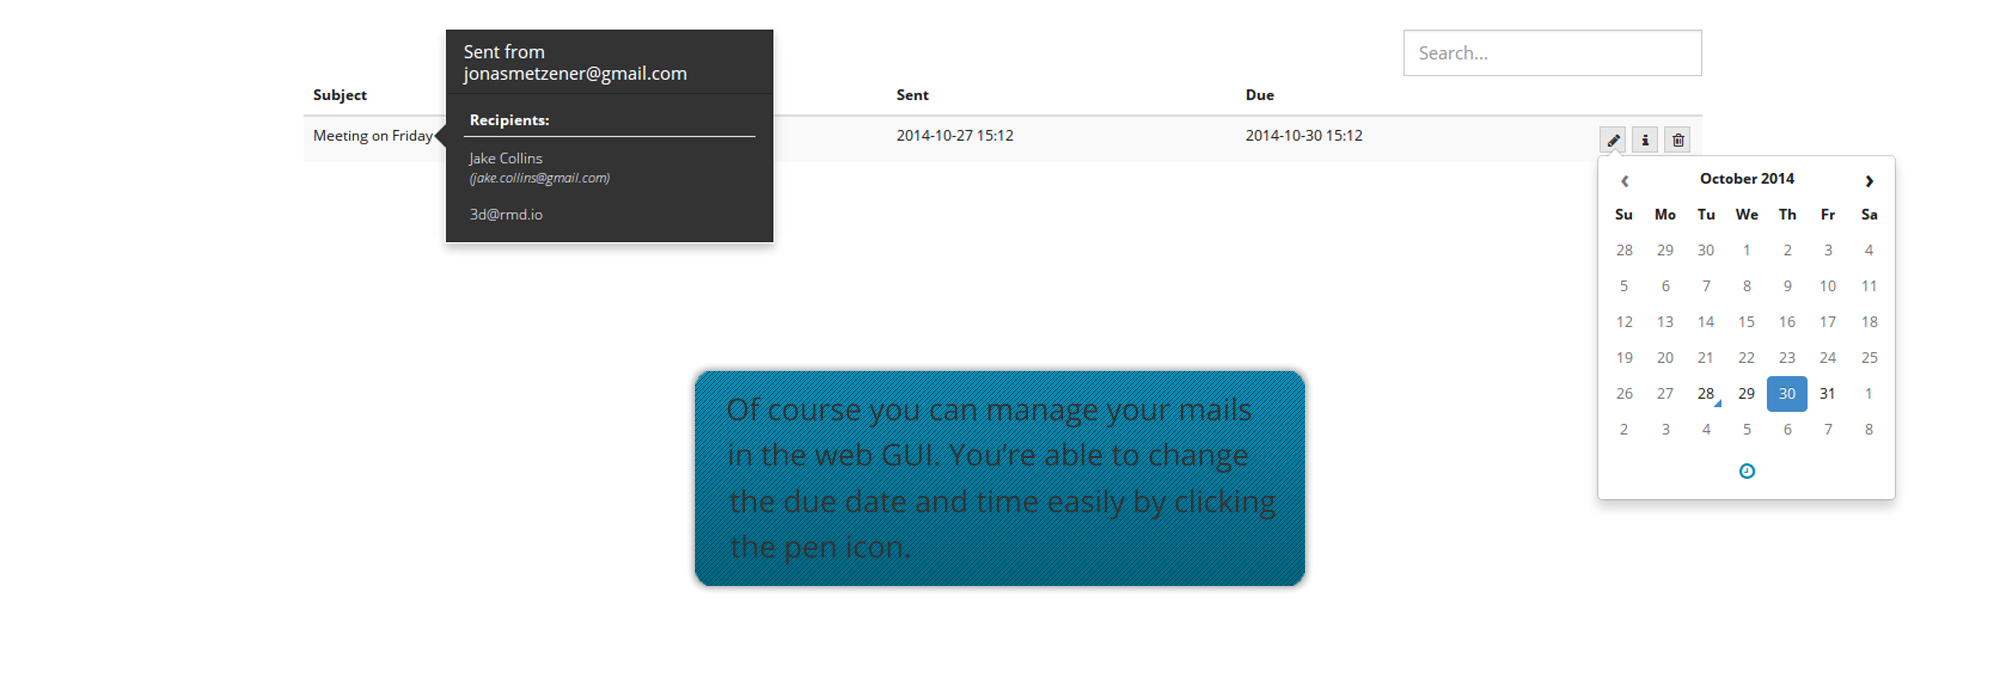 Sent from
jonasmetzener@gmail.com
Search...
Subject
Sent
Due
Recipients:
Meeting on Friday
2014-10-27 15:12
2014-10-30 15:12
Jake Collins
(jake.collins@gmail.com)
3d@rmd.io
‹ October 2014 ›
Su Mo Tu We Th Fr Sa
28 29 30 1 2 3 4
5 6 7 8 9 10 11
12 13 14 15 16 17 18
19 20 21 22 23 24 25
26 27 28 29 30 31 1
2 3 4 5 6 7 8
Of course you can manage your mails
in the web GUI. You’re able to change
the due date and time easily by clicking
the pen icon.